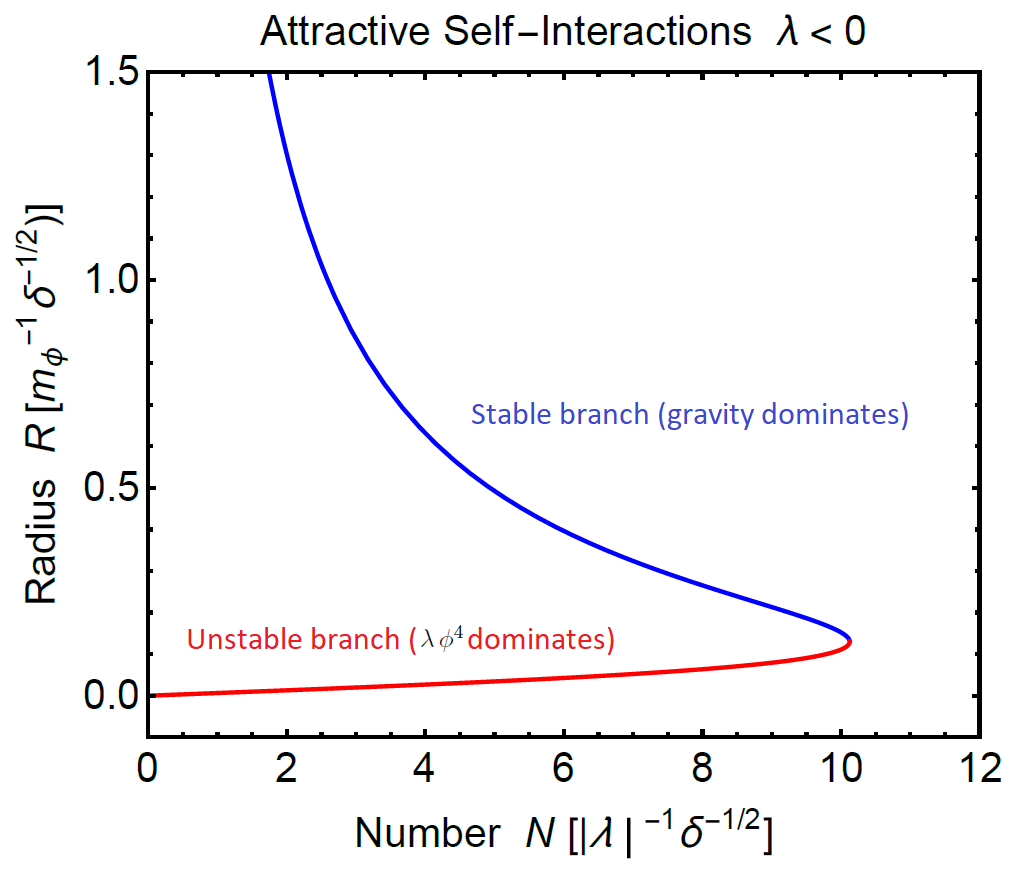 Attractive Self−Interactions λ < 0
1.5
1.0
0.5
0.0
Radius R [m_ϕ^−1 δ^−1/2)]
Stable branch (gravity dominates)
Unstable branch (λϕ^4 dominates)
0 2 4 6 8 10 12
Number N [|λ|^−1 δ^−1/2]